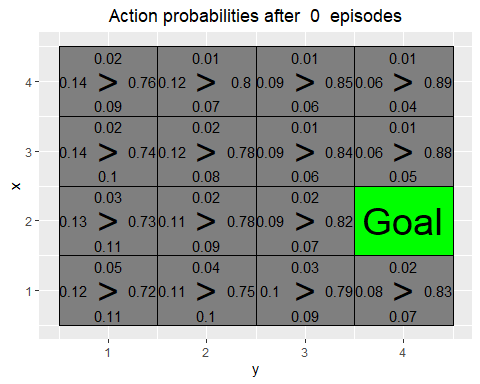 Action probabilities after 0 episodes
x
4
0.02 0.01 0.01 0.01
0.14 > 0.76 0.12 > 0.8 0.09 > 0.85 0.06 > 0.89
0.09 0.07 0.06 0.04
3
0.02 0.02 0.01 0.01
0.14 > 0.74 0.12 > 0.78 0.09 > 0.84 0.06 > 0.88
0.1 0.08 0.06 0.05
2
0.03 0.02 0.02
0.13 > 0.73 0.11 > 0.78 0.09 > 0.82 Goal
0.11 0.09 0.07
1
0.05 0.04 0.03 0.02
0.12 > 0.72 0.11 > 0.75 0.1 > 0.79 0.08 > 0.83
0.11 0.1 0.09 0.07
1 2 3 4
y